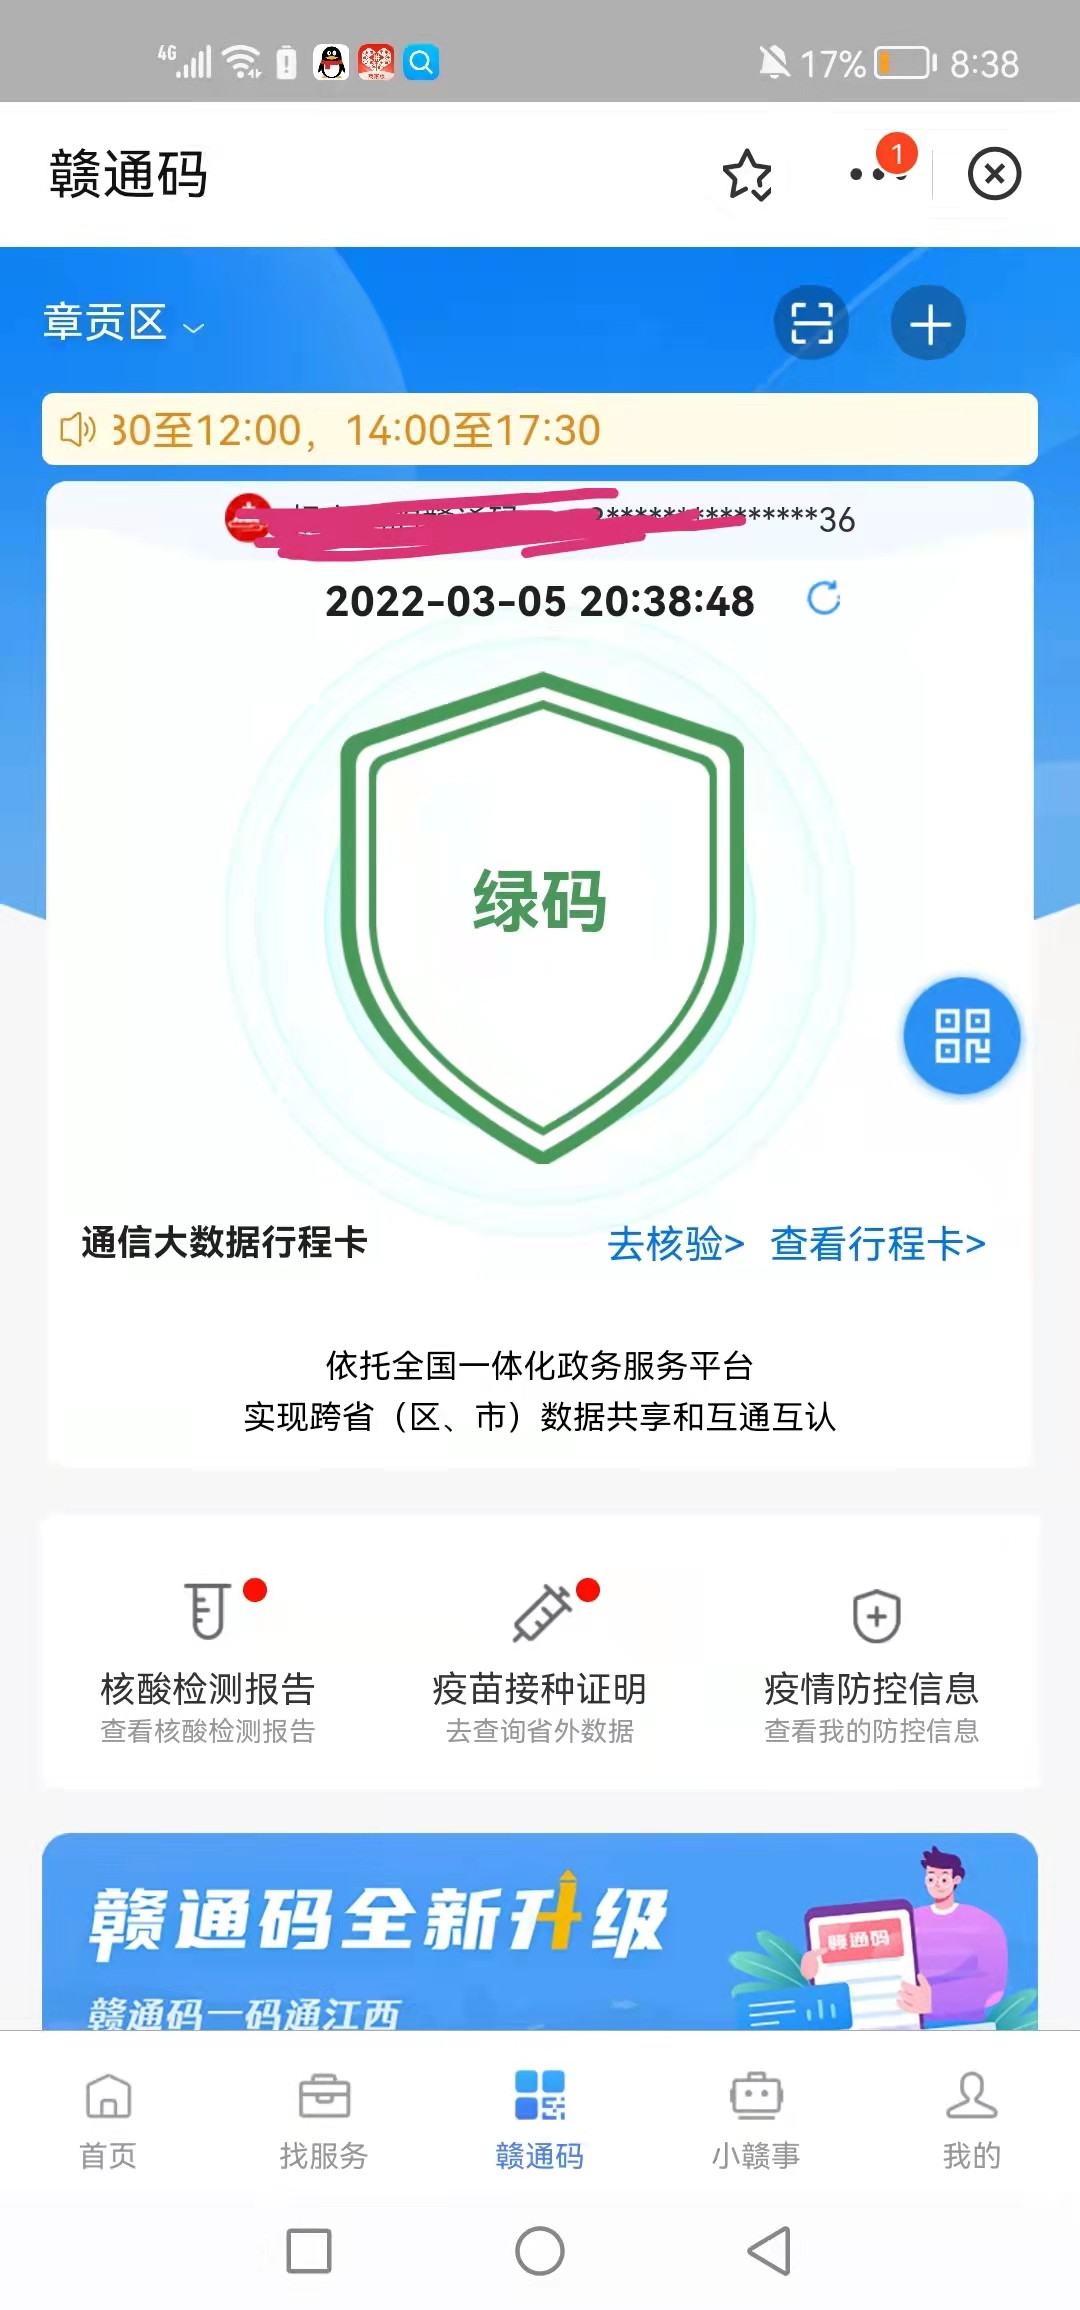 4G 17% 8:38
赣通码
1
章贡区
30至12:00，14:00至17:30
***************36
2022-03-05 20:38:48
绿码
通信大数据行程卡 去核验> 查看行程卡>
依托全国一体化政务服务平台
实现跨省（区、市）数据共享和互通互认
核酸检测报告 疫苗接种证明 疫情防控信息
查看核酸检测报告 去查询省外数据 查看我的防控信息
赣通码全新升级
赣通码
赣通码一码通江西
首页 找服务 赣通码 小赣事 我的